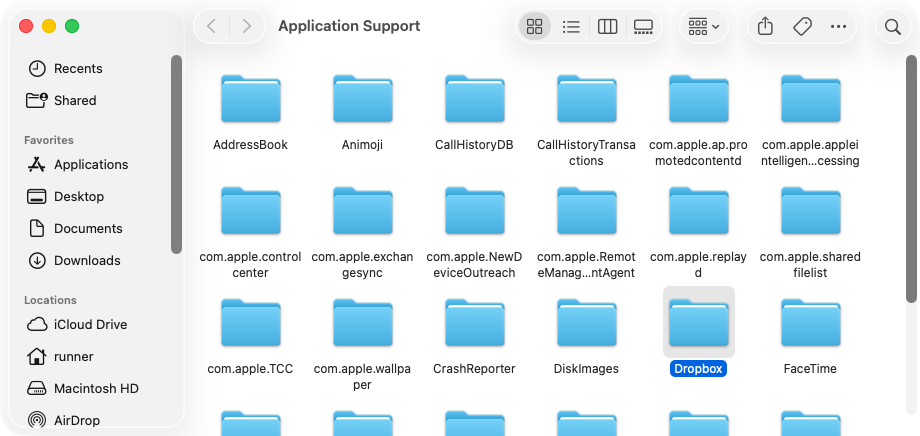 Application Support
Recents
Shared
Favorites
Applications
Desktop
Documents
Downloads
Locations
iCloud Drive
runner
Macintosh HD
AirDrop
AddressBook
Animoji
CallHistoryDB
CallHistoryTransa
ctions
com.apple.ap.pro
motedcontentd
com.apple.applei
ntelligen...cessing
com.apple.control
center
com.apple.exchan
gesync
com.apple.NewD
eviceOutreach
com.apple.Remot
eManag...ntAgent
com.apple.replay
d
com.apple.shared
filelist
com.apple.TCC
com.apple.wallpa
per
CrashReporter
DiskImages
Dropbox
FaceTime